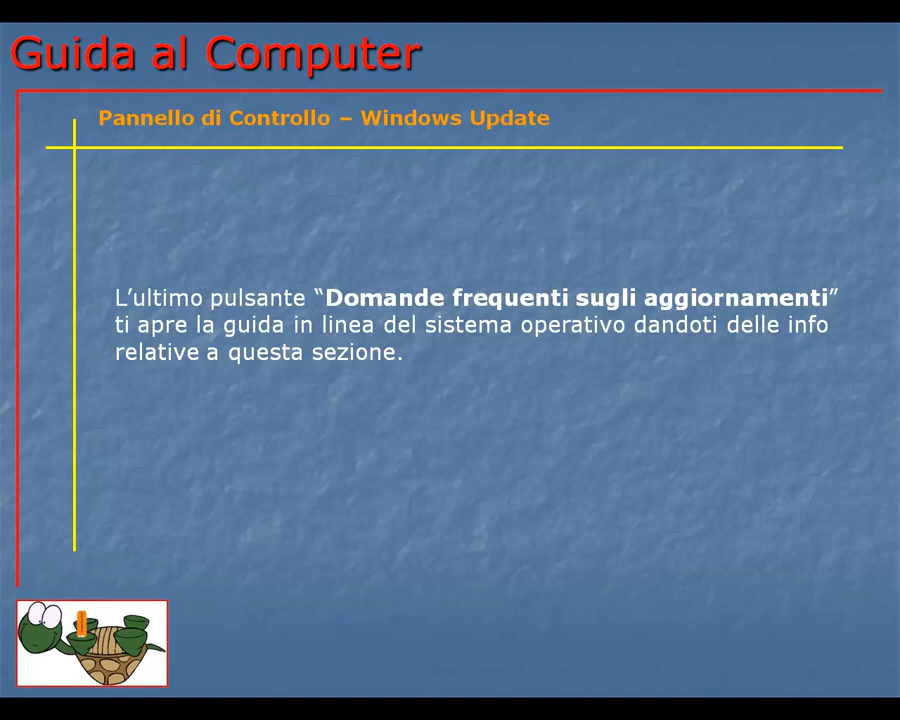 Guida al Computer
Pannello di Controllo – Windows Update
L’ultimo pulsante “Domande frequenti sugli aggiornamenti”
ti apre la guida in linea del sistema operativo dandoti delle info
relative a questa sezione.